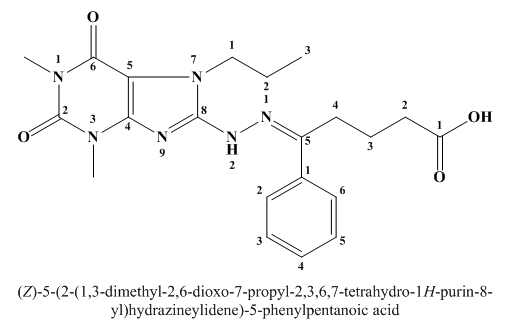 O
1
6
5
N
7
N
1
3
2
2
N
3
4
N
9
8
N
H
2
N
1
5
4
3
2
1
OH
O
O
1
2
3
4
5
6
(Z)-5-(2-(1,3-dimethyl-2,6-dioxo-7-propyl-2,3,6,7-tetrahydro-1H-purin-8-
yl)hydrazineylidene)-5-phenylpentanoic acid